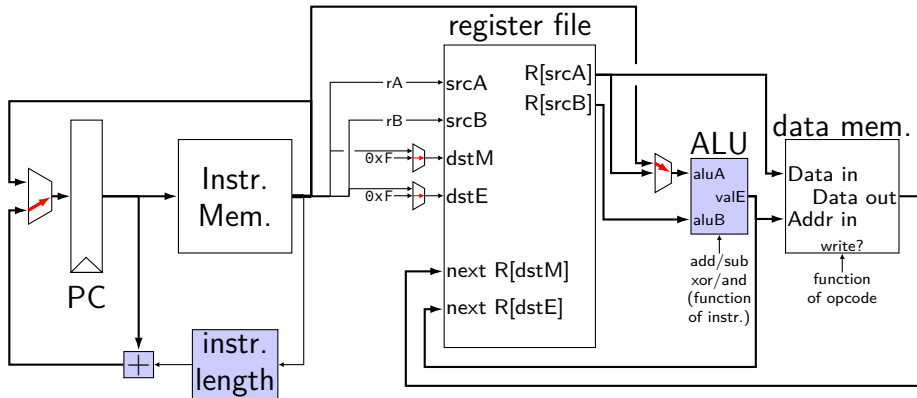 register file
rA
srcA
R[srcA]
rB
srcB
R[srcB]
0xF
dstM
0xF
dstE
next R[dstM]
next R[dstE]
PC
Instr.
Mem.
+
instr.
length
ALU
aluA
valE
aluB
add/sub
xor/and
(function
of instr.)
data mem.
Data in
Data out
Addr in
write?
function
of opcode